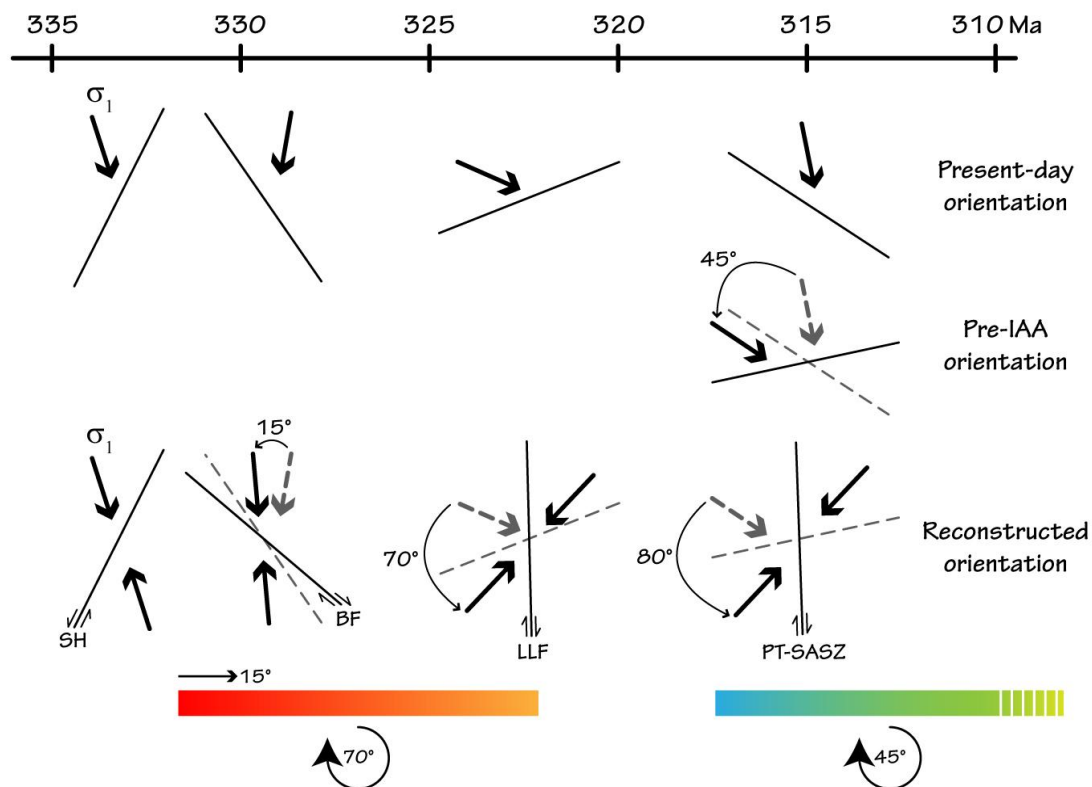 335 330 325 320 315 310 Ma
σ1
Present-day
orientation
45°
Pre-IAA
orientation
σ1
15°
70°
80°
Reconstructed
orientation
SH
BF
LLF
PT-SASZ
15°
70°
45°